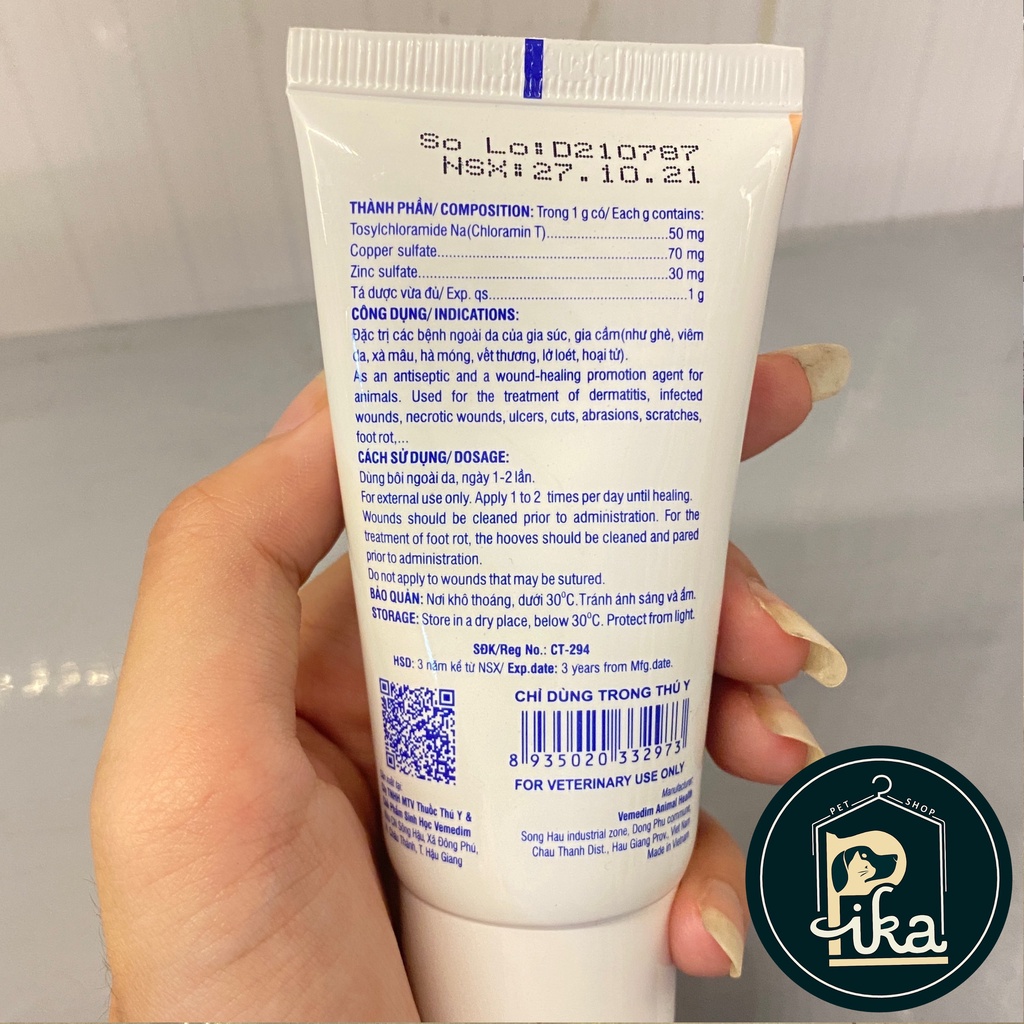 So Lo:D210787
NSX:27.10.21
THÀNH PHẦN/ COMPOSITION: Trong 1 g có/ Each g contains:
Tosylchloramide Na(Chloramin T)..............................50 mg
Copper sulfate................................................................70 mg
Zinc sulfate.....................................................................30 mg
Tá dược vừa đủ/ Exp. qs..................................................1 g
CÔNG DỤNG/ INDICATIONS:
Đặc trị các bệnh ngoài da của gia súc, gia cầm(như ghè, viêm
da, xà mâu, hà móng, vết thương, lở loét, hoại tử).
As an antiseptic and a wound-healing promotion agent for
animals. Used for the treatment of dermatitis, infected
wounds, necrotic wounds, ulcers, cuts, abrasions, scratches,
foot rot,...
CÁCH SỬ DỤNG/ DOSAGE:
Dùng bôi ngoài da, ngày 1-2 lần.
For external use only. Apply 1 to 2 times per day until healing.
Wounds should be cleaned prior to administration. For the
treatment of foot rot, the hooves should be cleaned and pared
prior to administration.
Do not apply to wounds that may be sutured.
BẢO QUẢN: Nơi khô thoáng, dưới 30°C.Tránh ánh sáng và ẩm.
STORAGE: Store in a dry place, below 30°C. Protect from light.
SĐK/Reg No.: CT-294
HSD: 3 năm kể từ NSX/ Exp.date: 3 years from Mfg.date.
CHỈ DÙNG TRONG THÚ Y
8 935020 332973
FOR VETERINARY USE ONLY
TNHH MTV Thuốc Thú Y &
Phẩm Sinh Học Vemedim
Sông Hậu, Xã Đông Phú,
Châu Thành, T. Hậu Giang
Manufacturer:
Vemedim Animal Health
Song Hau industrial zone, Dong Phu commune,
Chau Thanh Dist., Hau Giang Prov., Viet Nam
Made in Vietnam
PET SHOP
Pika